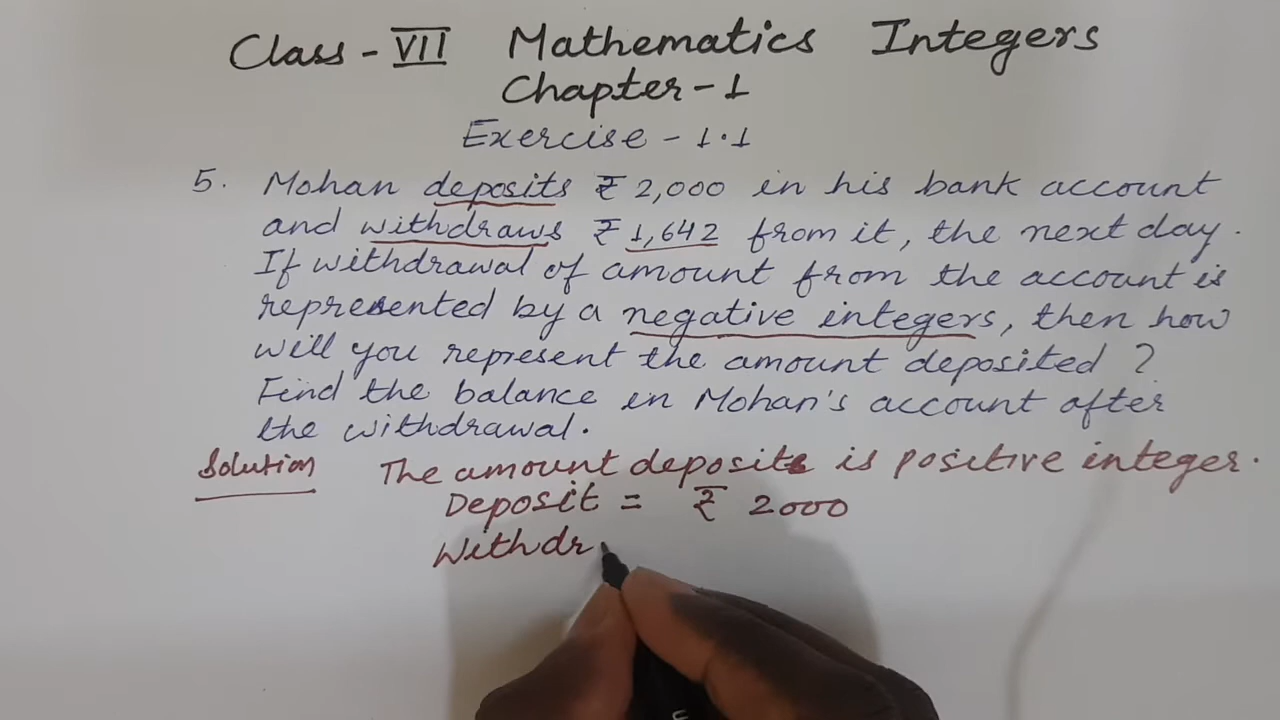 Class - VII Mathematics Integers
Chapter - 1
Exercise - 1.1
5. Mohan deposits ₹ 2,000 in his bank account
and withdraws ₹ 1,642 from it, the next day.
If withdrawal of amount from the account is
represented by a negative integers, then how
will you represent the amount deposited ?
Find the balance in Mohan's account after
the withdrawal.
Solution The amount deposits is positive integer.
Deposit = ₹ 2000
Withdr